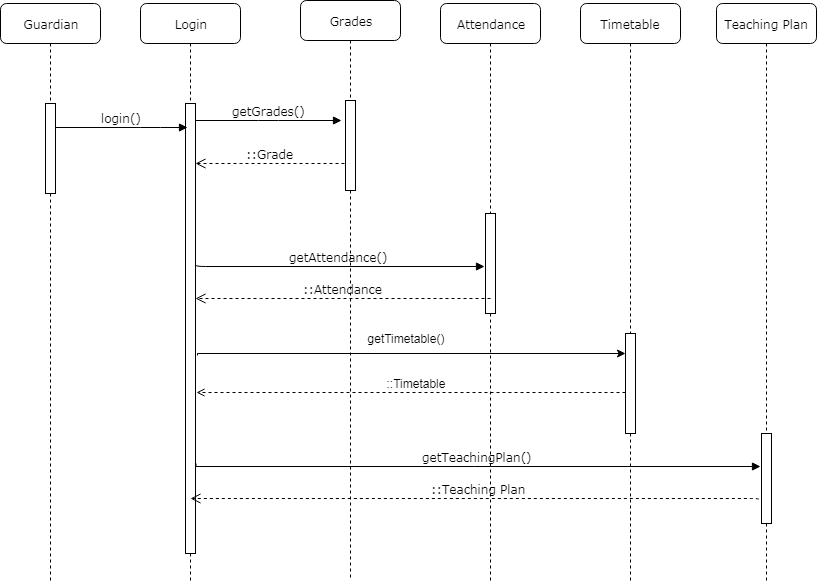 Guardian
Login
Grades
Attendance
Timetable
Teaching Plan
login()
getGrades()
::Grade
getAttendance()
::Attendance
getTimetable()
::Timetable
getTeachingPlan()
::Teaching Plan